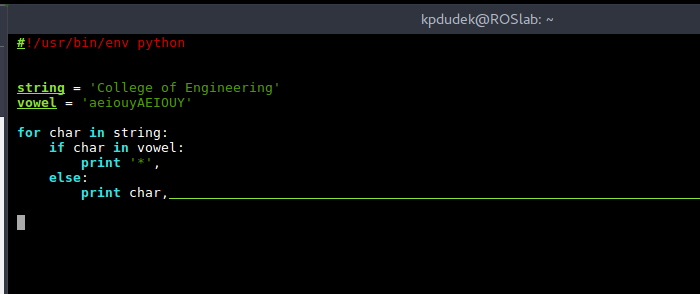 kpdudek@ROSlab: ~
#!/usr/bin/env python
string = 'College of Engineering'
vowel = 'aeiouyAEIOUY'
for char in string:
    if char in vowel:
        print '*',
    else:
        print char,